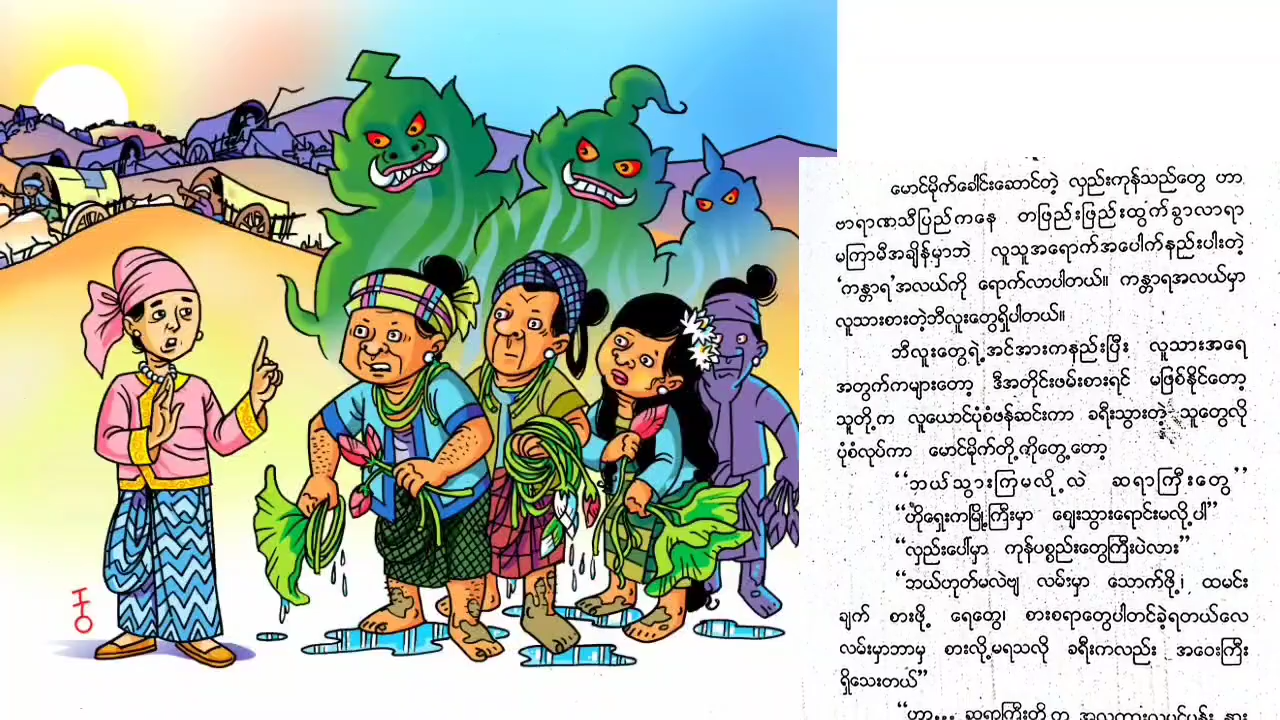 မောင်မိုက်ခေါင်းဆောင်တဲ့ လှည်းကုန်သည်တွေ ဟာ
ဗာရာဏသီပြည်ကနေ တဖြည်းဖြည်းထွက်ခွာလာရာ
မကြာမီအချိန်မှာဘဲ လူသူအရောက်အပေါက်နည်းပါးတဲ့
‘ကန္တာရ’အလယ်ကို ရောက်လာပါတယ်။ ကန္တာရအလယ်မှာ
လူသားစားတဲ့ဘီလူးတွေရှိပါတယ်။
ဘီလူးတွေရဲ့အင်အားကနည်းပြီး လူသားအရေ
အတွက်ကများတော့ ဒီအတိုင်းဖမ်းစားရင် မဖြစ်နိုင်တော့
သူတို့က လူယောင်ပုံစံဖန်ဆင်းကာ ခရီးသွားတဲ့ သူတွေလို
ပုံစံလုပ်ကာ မောင်မိုက်တို့ကိုတွေ့တော့
“ဘယ်သွားကြမလို့လဲ ဆရာကြီးတွေ”
“ဟိုရှေးကမြို့ကြီးမှာ ဈေးသွားရောင်းမလို့ပါ”
“လှည်းပေါ်မှာ ကုန်ပစ္စည်းတွေကြီးပဲလား”
“ဘယ်ဟုတ်မလဲဗျ လမ်းမှာ သောက်ဖို့၊ ထမင်း
ချက် စားဖို့ ရေတွေ၊ စားစရာတွေပါတင်ခဲ့ရတယ်လေ
လမ်းမှာဘာမှ စားလို့မရသလို ခရီးကလည်း အဝေးကြီး
ရှိသေးတယ်”
“ဟာ... ဆရာကြီးတို့က